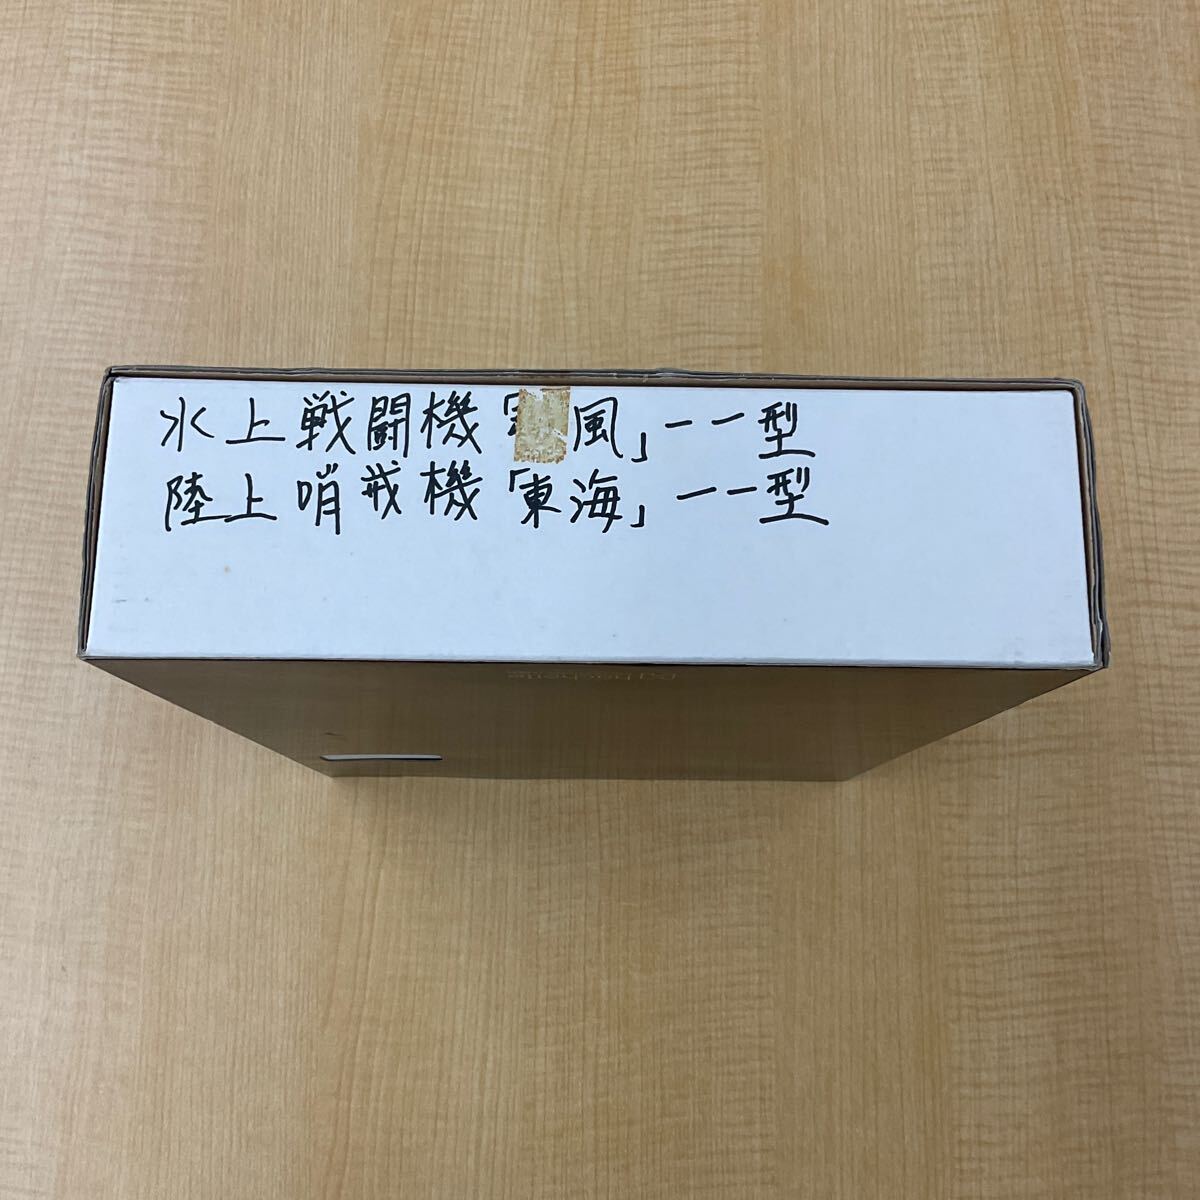 水上戦闘機「 風」一一型
陸上哨戒機「東海」一一型
hachette